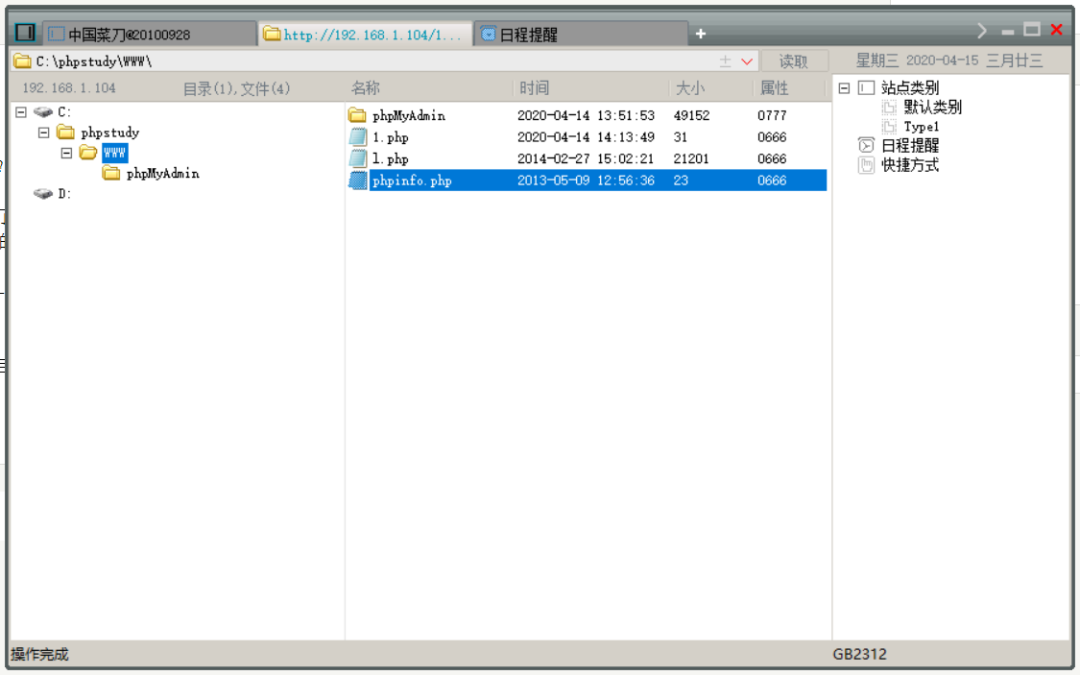 中国菜刀@20100928 http://192.168.1.104/1... 日程提醒 +
C:\phpstudy\WWW\ 读取 星期三 2020-04-15 三月廿三
192.168.1.104 目录(1),文件(4) 名称 时间 大小 属性
C:
phpstudy
WWW
phpMyAdmin
D:
phpMyAdmin 2020-04-14 13:51:53 49152 0777
1.php 2020-04-14 14:13:49 31 0666
l.php 2014-02-27 15:02:21 21201 0666
phpinfo.php 2013-05-09 12:56:36 23 0666
站点类别
默认类别
Type1
日程提醒
快捷方式
操作完成 GB2312